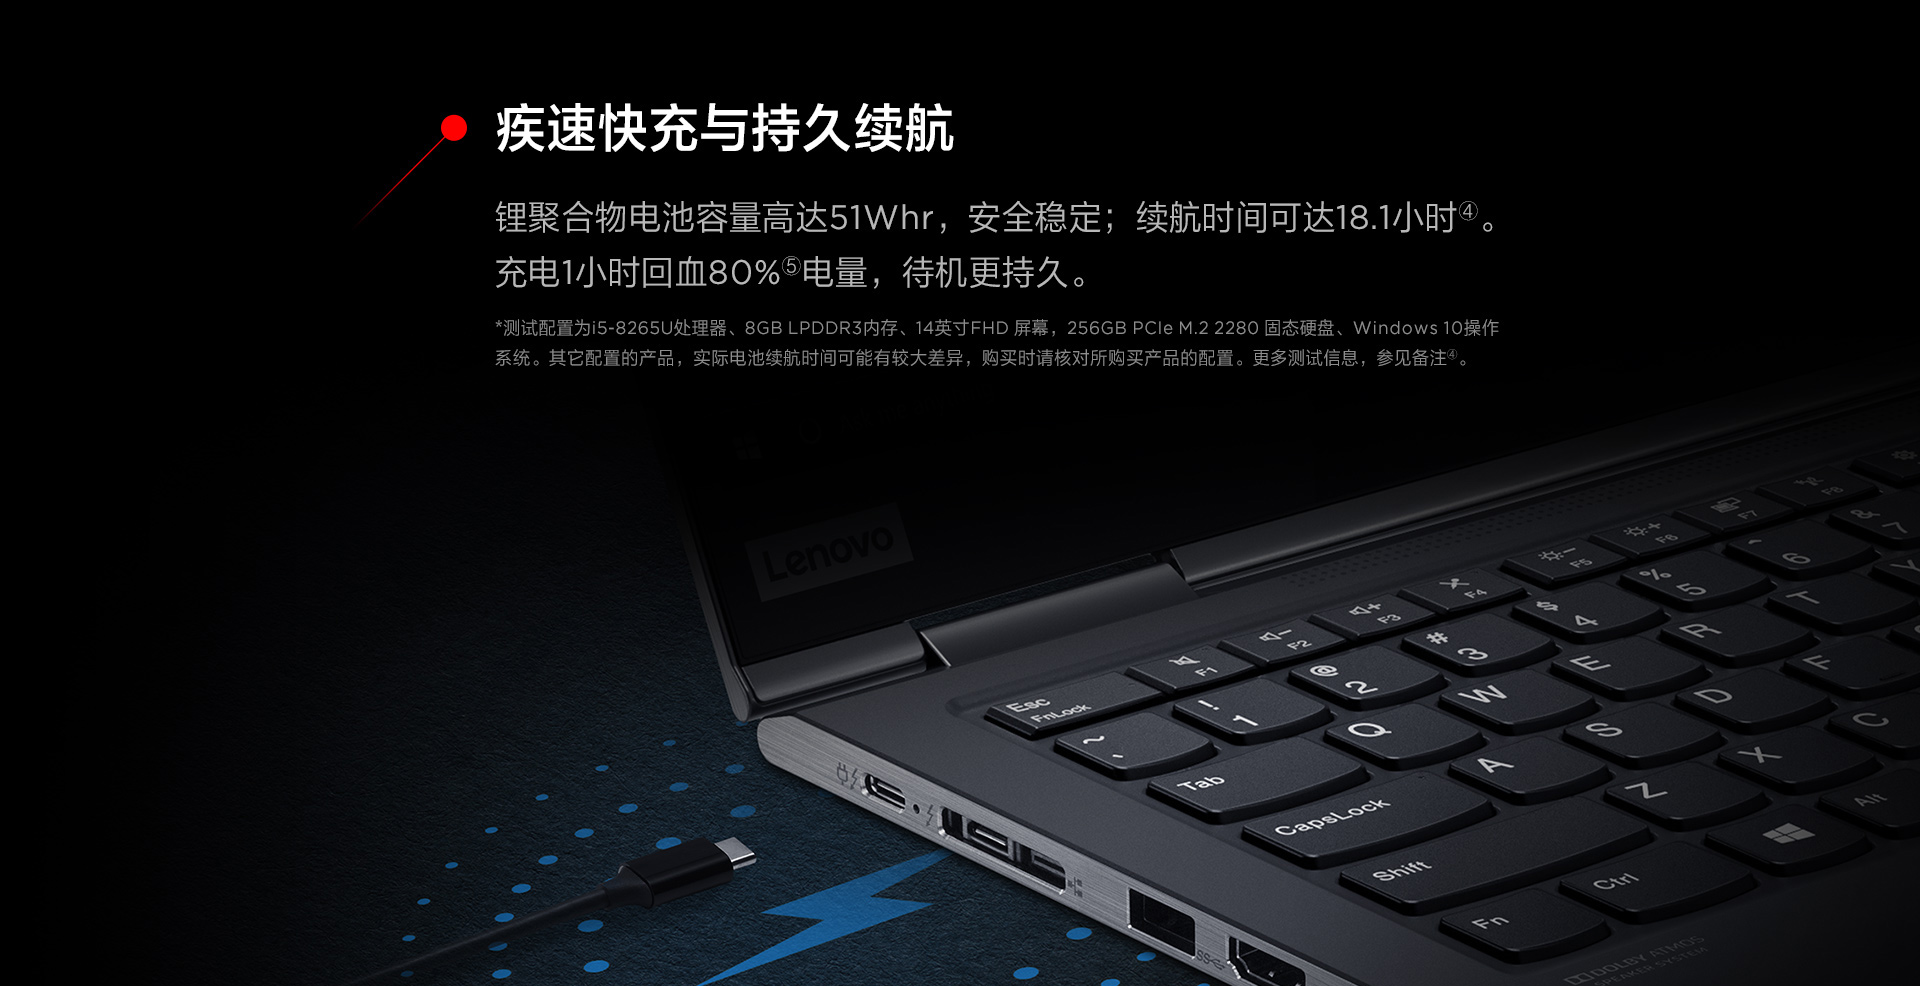 疾速快充与持久续航
锂聚合物电池容量高达51Whr，安全稳定；续航时间可达18.1小时④。
充电1小时回血80%⑤电量，待机更持久。
*测试配置为i5-8265U处理器、8GB LPDDR3内存、14英寸FHD 屏幕，256GB PCIe M.2 2280 固态硬盘、Windows 10操作
系统。其它配置的产品，实际电池续航时间可能有较大差异，购买时请核对所购买产品的配置。更多测试信息，参见备注④。
Lenovo
Esc FnLock F1 F2 F3 F4 F5 F6 F7 F8
~ ` ! 1 @ 2 # 3 $ 4 % 5 ^ 6 & 7
Tab Q W E R T Y
CapsLock A S D F
Shift Z X C
Fn Ctrl Alt
DOLBY ATMOS
SPEAKER SYSTEM